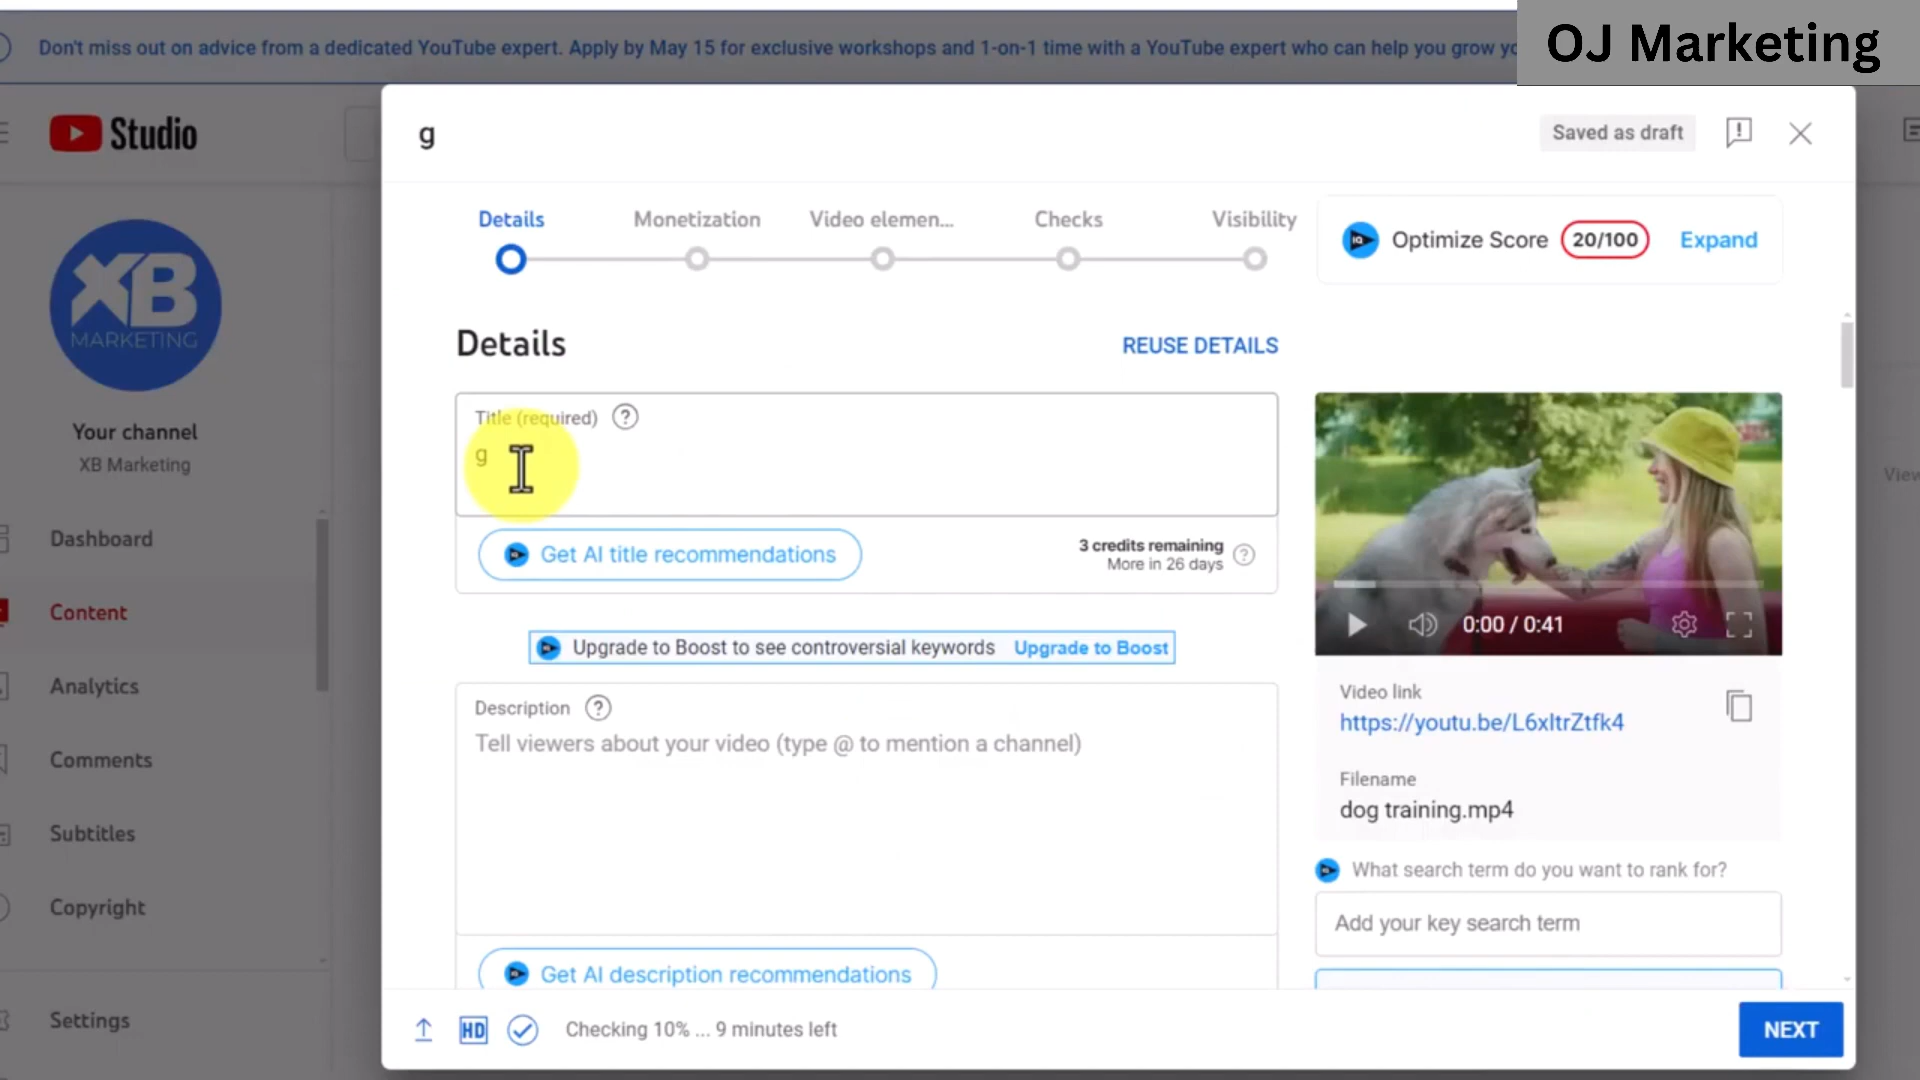 Don't miss out on advice from a dedicated YouTube expert. Apply by May 15 for exclusive workshops and 1-on-1 time with a YouTube expert who can help you grow
OJ Marketing
Studio
g
Saved as draft
Details
Monetization
Video elemen...
Checks
Visibility
Optimize Score
20/100
Expand
XB
MARKETING
Your channel
XB Marketing
Dashboard
Content
Analytics
Comments
Subtitles
Copyright
Settings
Details
REUSE DETAILS
Title (required)
g
Get AI title recommendations
3 credits remaining
More in 26 days
Upgrade to Boost to see controversial keywords Upgrade to Boost
Description
Tell viewers about your video (type @ to mention a channel)
Get AI description recommendations
0:00 / 0:41
Video link
https://youtu.be/L6xItrZtfk4
Filename
dog training.mp4
What search term do you want to rank for?
Add your key search term
HD
Checking 10% ... 9 minutes left
NEXT